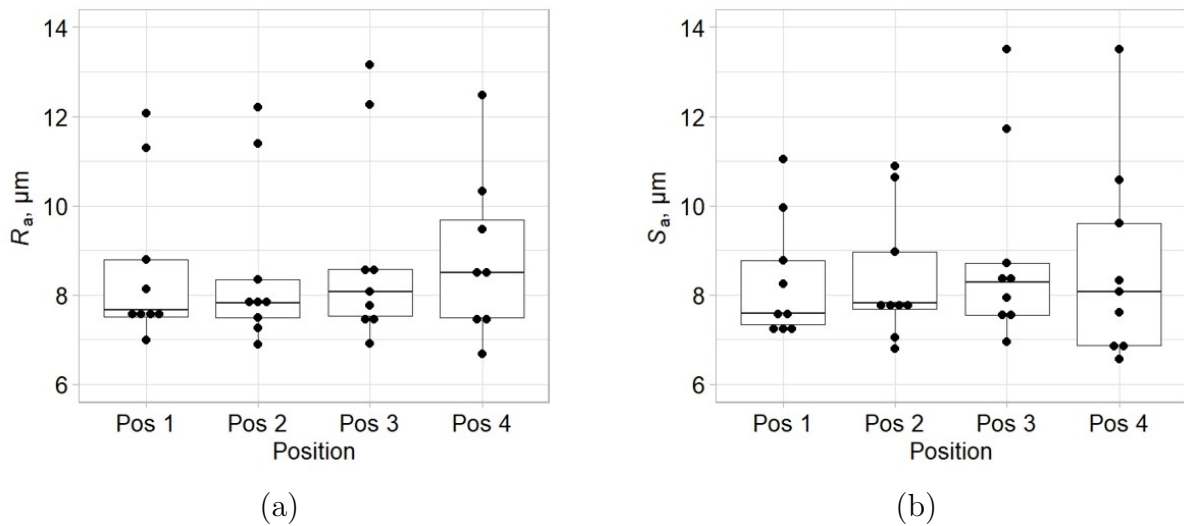 14
12
10
8
6
Ra, μm
Pos 1 Pos 2 Pos 3 Pos 4
Position
(a)
14
12
10
8
6
Sa, μm
Pos 1 Pos 2 Pos 3 Pos 4
Position
(b)